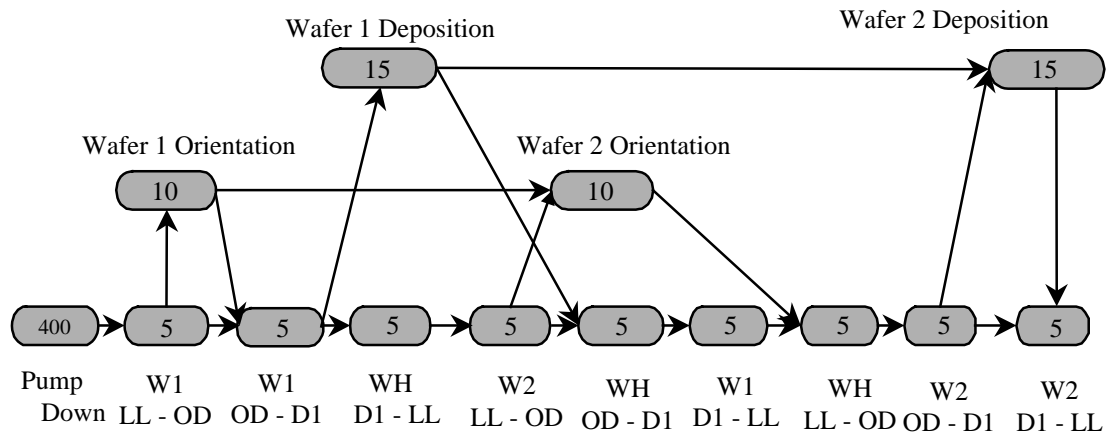 Wafer 1 Deposition
Wafer 2 Deposition
15
15
Wafer 1 Orientation
Wafer 2 Orientation
10
10
400
5
5
5
5
5
5
5
5
5
Pump
Down
W1
LL - OD
W1
OD - D1
WH
D1 - LL
W2
LL - OD
WH
OD - D1
W1
D1 - LL
WH
LL - OD
W2
OD - D1
W2
D1 - LL